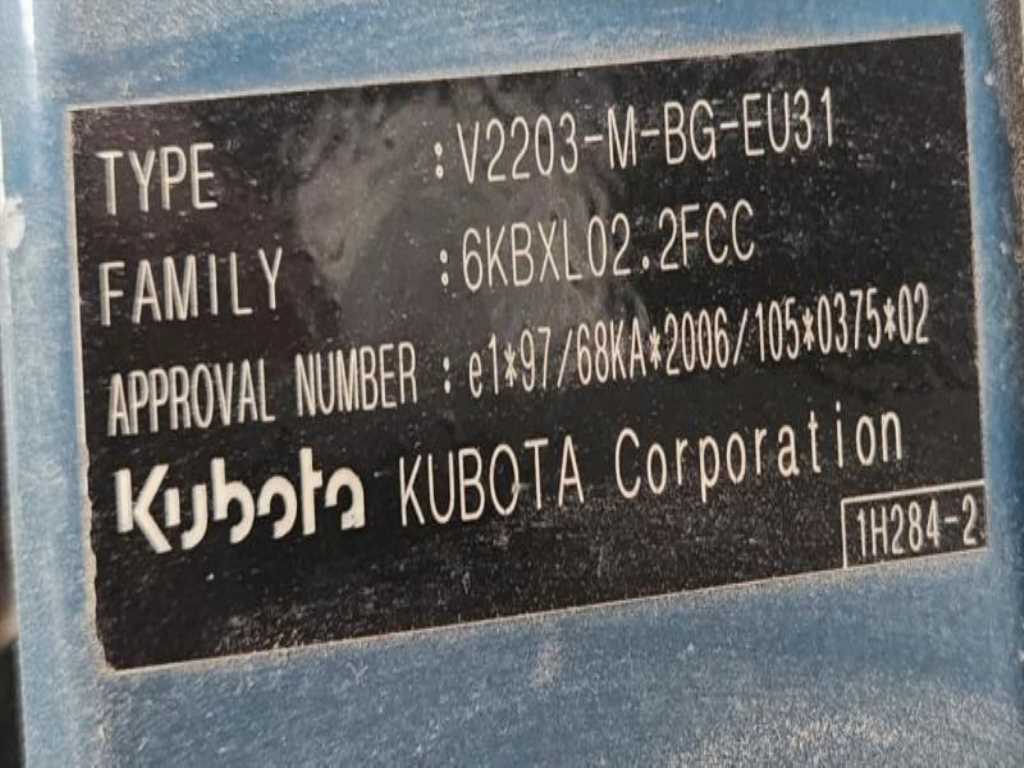 TYPE : V2203-M-BG-EU31
FAMILY : 6KBXL02.2FCC
APPROVAL NUMBER : e1*97/68KA*2006/105*0375*02
Kubota KUBOTA Corporation
1H284-2